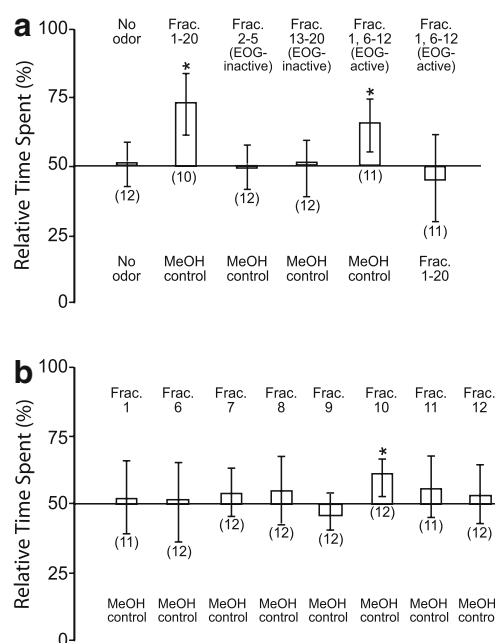 a
Relative Time Spent (%)
100
75
50
25
0
No odor
Frac. 1-20
Frac. 2-5 (EOG-inactive)
Frac. 13-20 (EOG-inactive)
Frac. 1, 6-12 (EOG-active)
Frac. 1, 6-12 (EOG-active)
*
*
(12)
(10)
(12)
(12)
(11)
(11)
No odor
MeOH control
MeOH control
MeOH control
MeOH control
Frac. 1-20
b
Relative Time Spent (%)
100
75
50
25
0
Frac. 1
Frac. 6
Frac. 7
Frac. 8
Frac. 9
Frac. 10
Frac. 11
Frac. 12
*
(11)
(12)
(12)
(12)
(12)
(12)
(11)
(12)
MeOH control
MeOH control
MeOH control
MeOH control
MeOH control
MeOH control
MeOH control
MeOH control